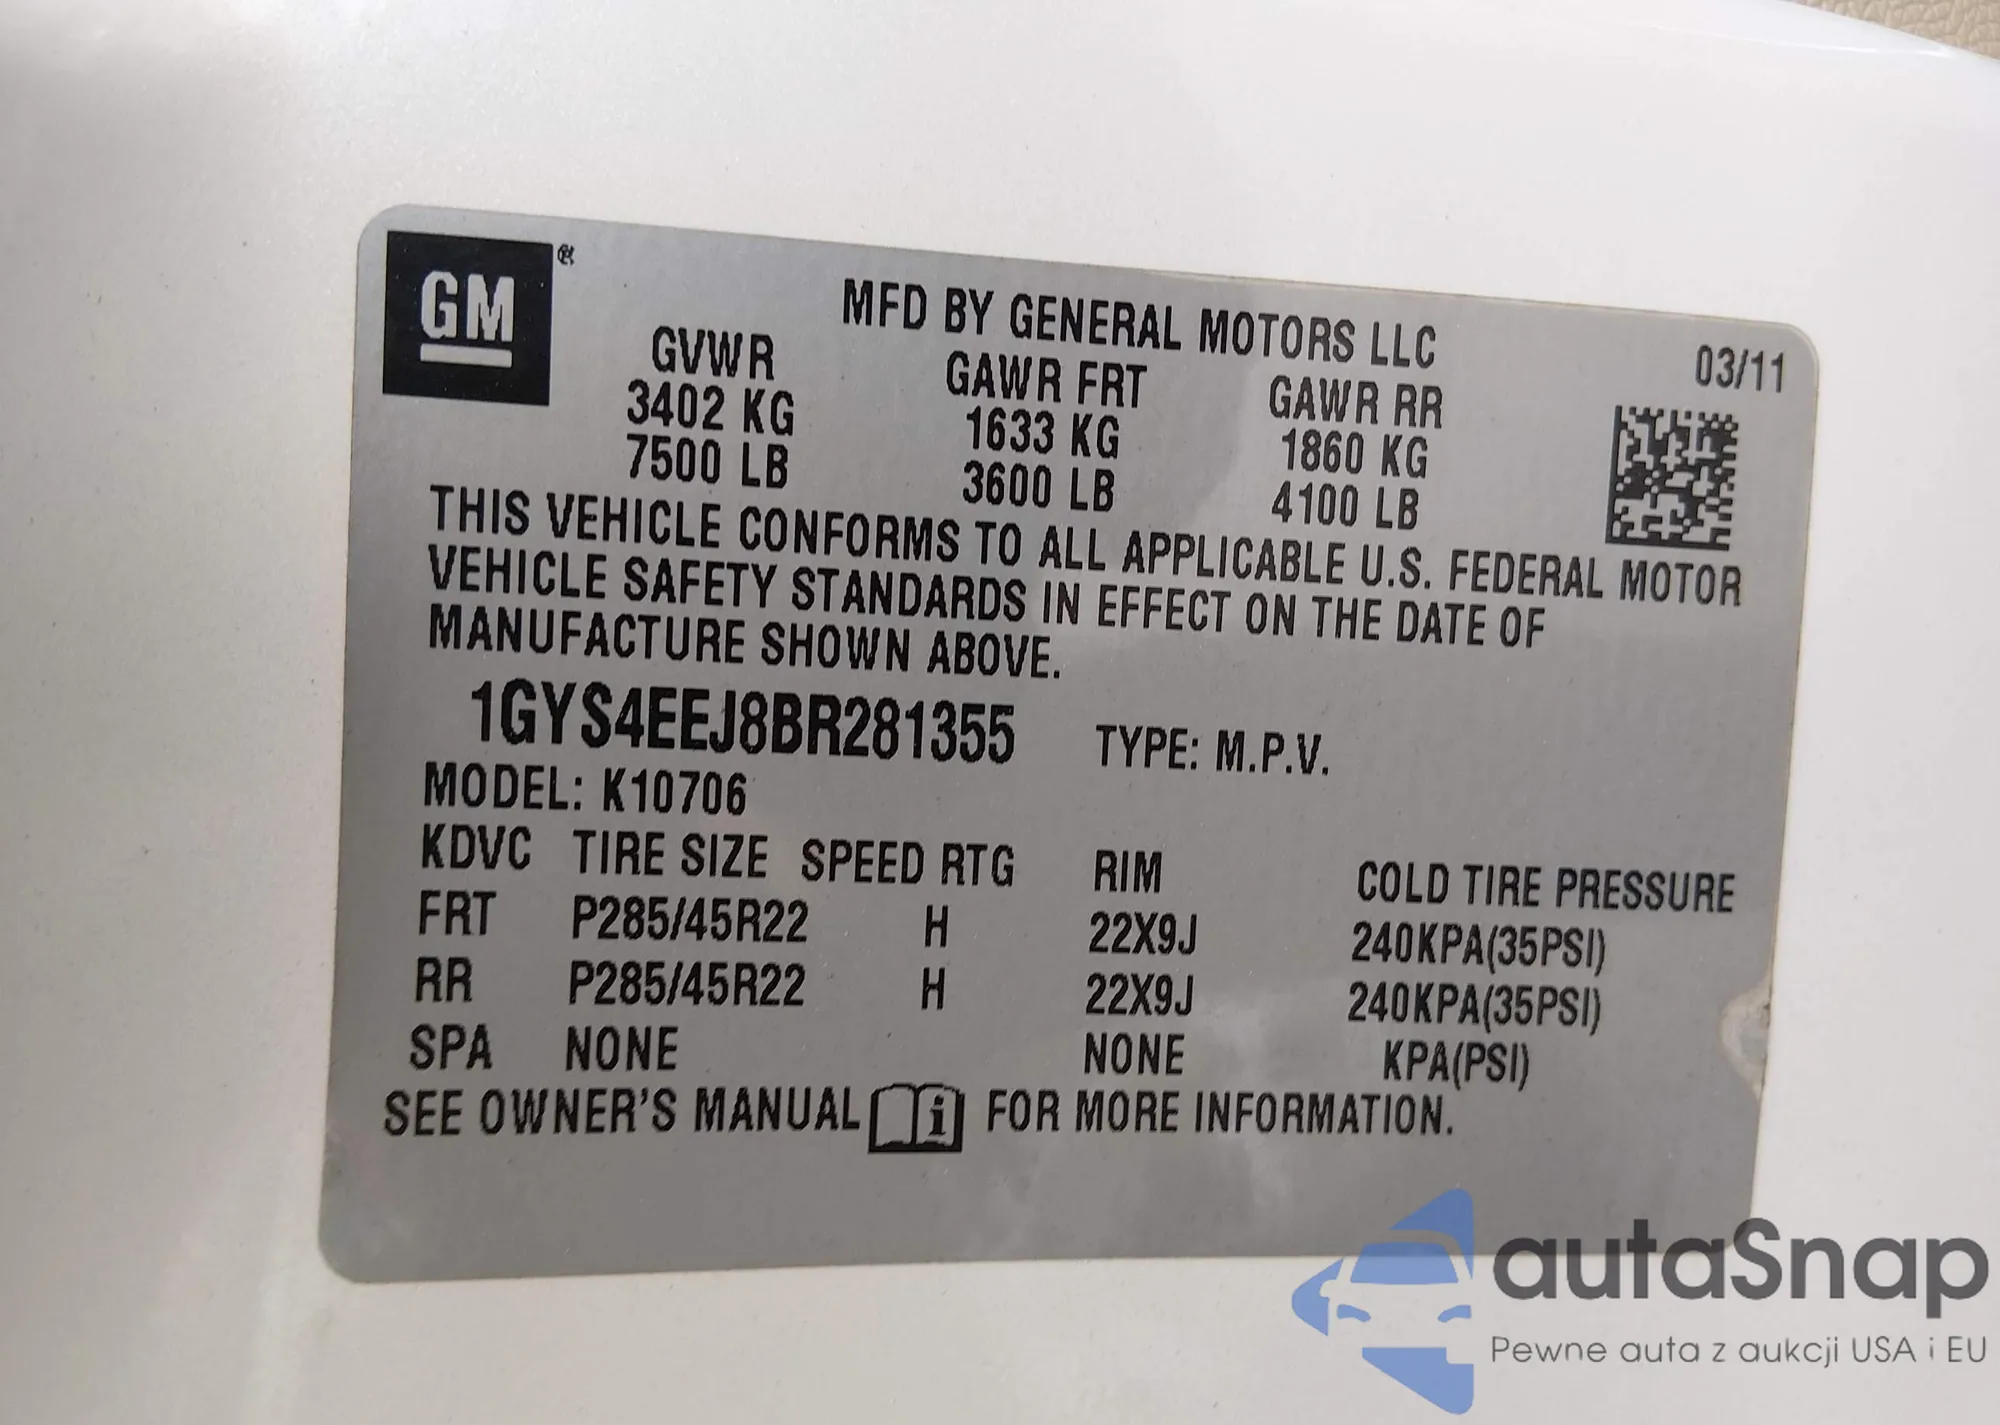 GM ®
MFD BY GENERAL MOTORS LLC
03/11
GVWR GAWR FRT GAWR RR
3402 KG 1633 KG 1860 KG
7500 LB 3600 LB 4100 LB
THIS VEHICLE CONFORMS TO ALL APPLICABLE U.S. FEDERAL MOTOR
VEHICLE SAFETY STANDARDS IN EFFECT ON THE DATE OF
MANUFACTURE SHOWN ABOVE.
1GYS4EEJ8BR281355 TYPE: M.P.V.
MODEL: K10706
KDVC TIRE SIZE SPEED RTG RIM COLD TIRE PRESSURE
FRT P285/45R22 H 22X9J 240KPA(35PSI)
RR P285/45R22 H 22X9J 240KPA(35PSI)
SPA NONE NONE KPA(PSI)
SEE OWNER'S MANUAL i FOR MORE INFORMATION.
autaSnap
Pewne auta z aukcji USA i EU